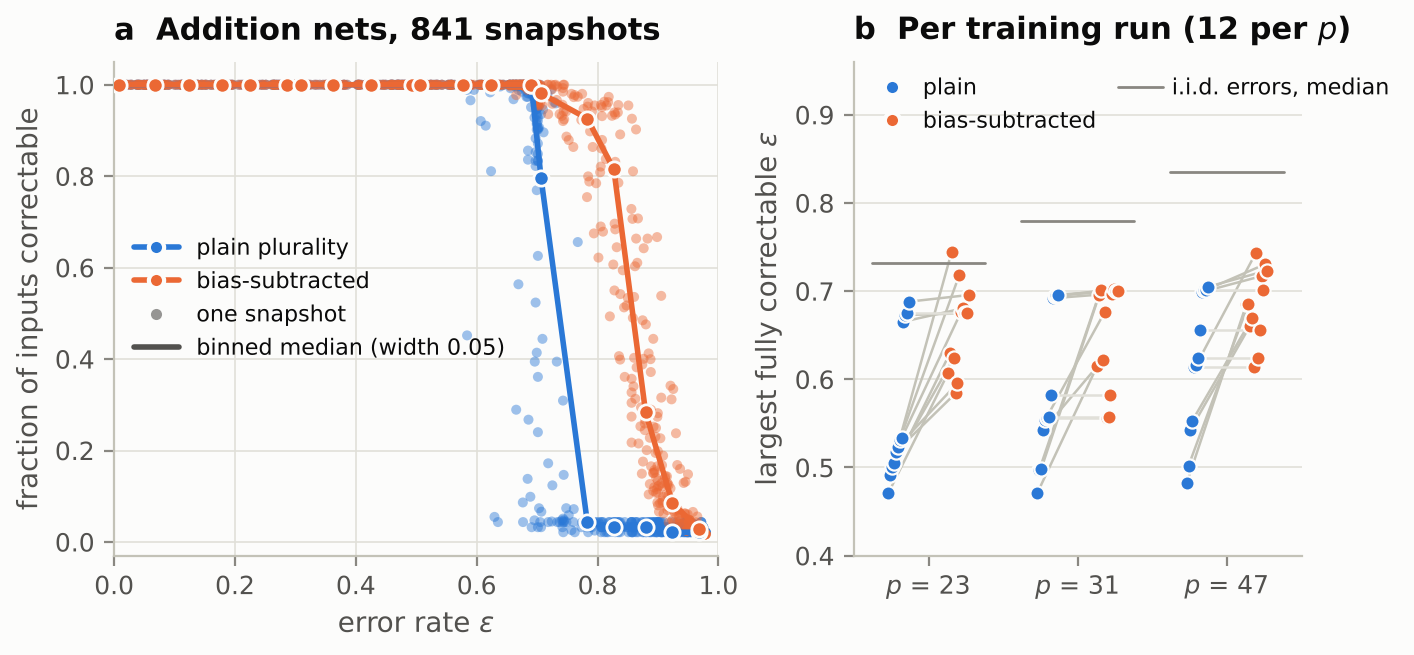 a Addition nets, 841 snapshots
fraction of inputs correctable
1.0
0.8
0.6
0.4
0.2
0.0
plain plurality
bias-subtracted
one snapshot
binned median (width 0.05)
0.0 0.2 0.4 0.6 0.8 1.0
error rate ε
b Per training run (12 per p)
largest fully correctable ε
0.9
0.8
0.7
0.6
0.5
0.4
plain
bias-subtracted
i.i.d. errors, median
p = 23 p = 31 p = 47